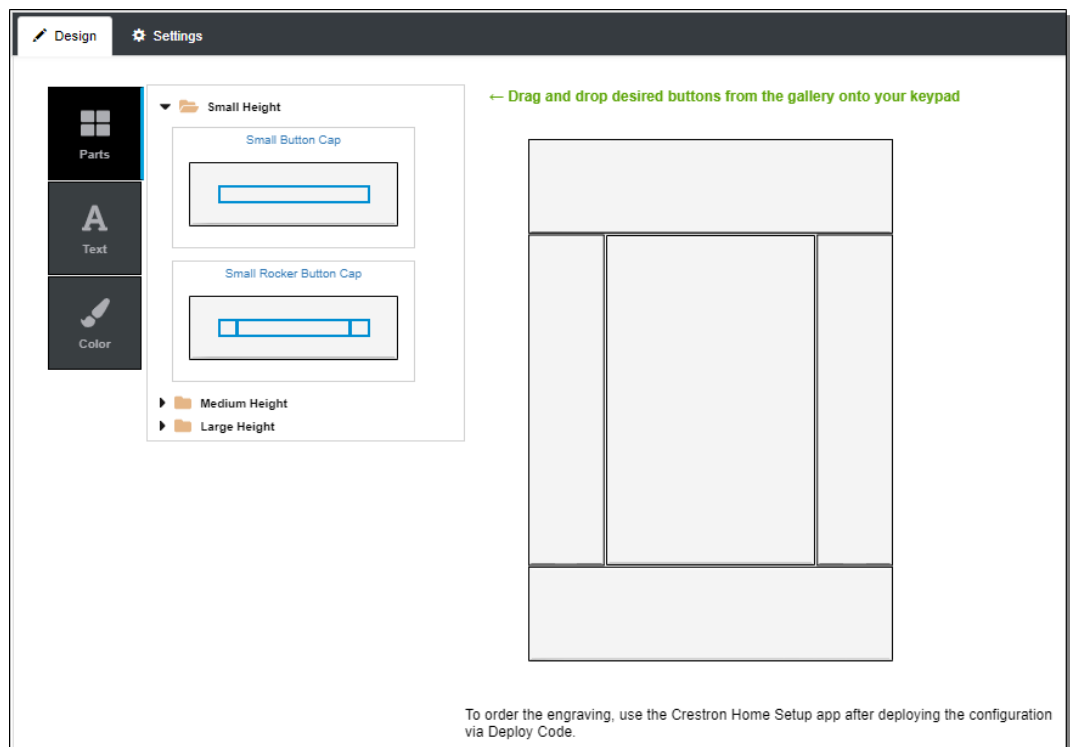 Design
Settings
Parts
Text
Color
Small Height
Small Button Cap
Small Rocker Button Cap
Medium Height
Large Height
← Drag and drop desired buttons from the gallery onto your keypad
To order the engraving, use the Crestron Home Setup app after deploying the configuration
via Deploy Code.